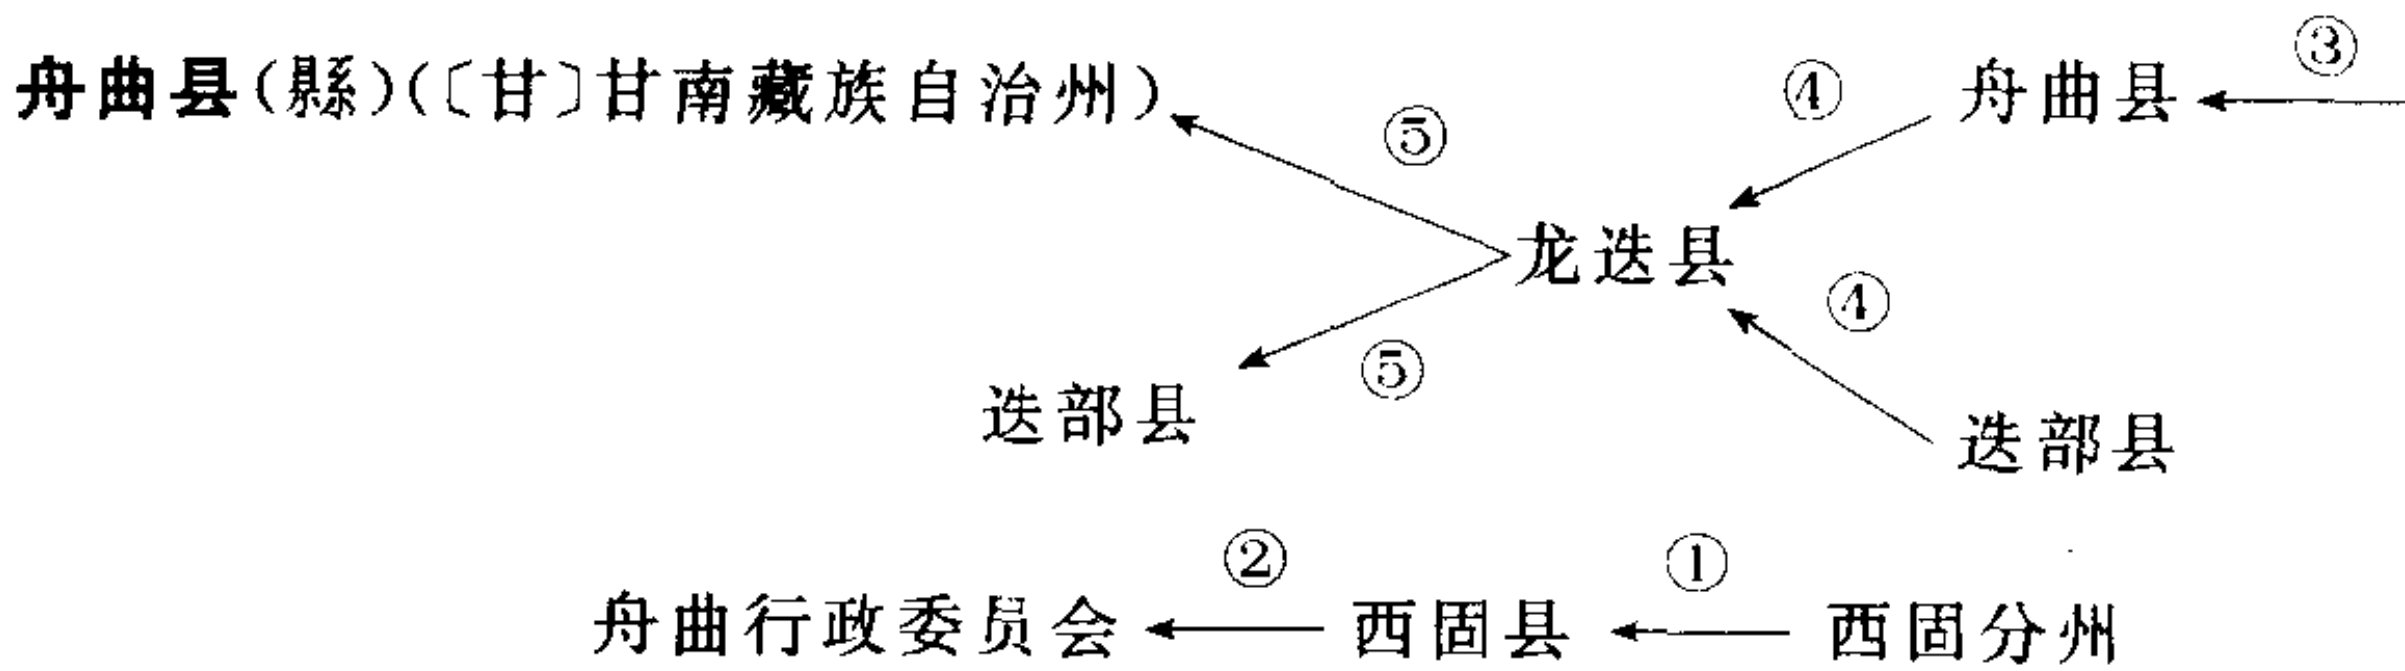 舟曲县(縣)(〔甘〕甘南藏族自治州) ⑤ ④ 舟曲县 ③
龙迭县
⑤ ④
迭部县 迭部县
舟曲行政委员会 ② 西固县 ① 西固分州